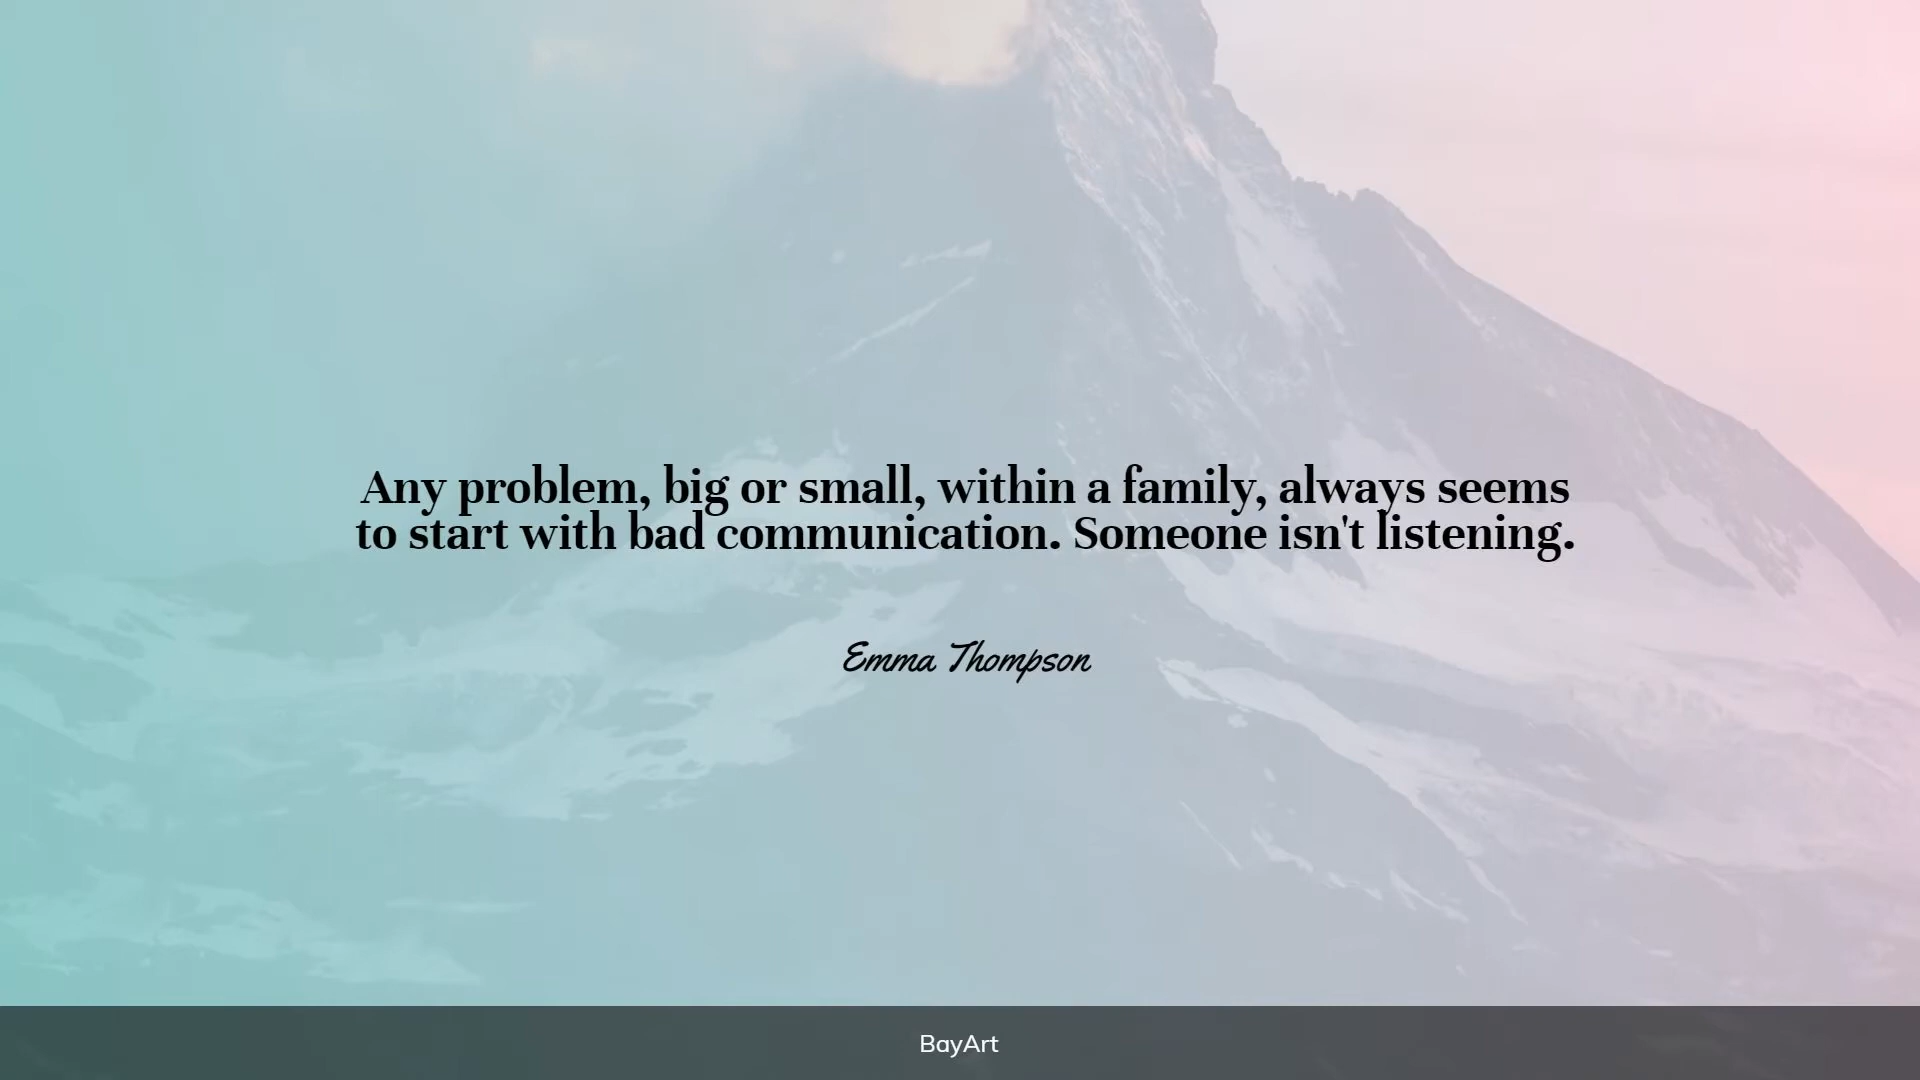 Any problem, big or small, within a family, always seems
to start with bad communication. Someone isn't listening.
Emma Thompson
BayArt